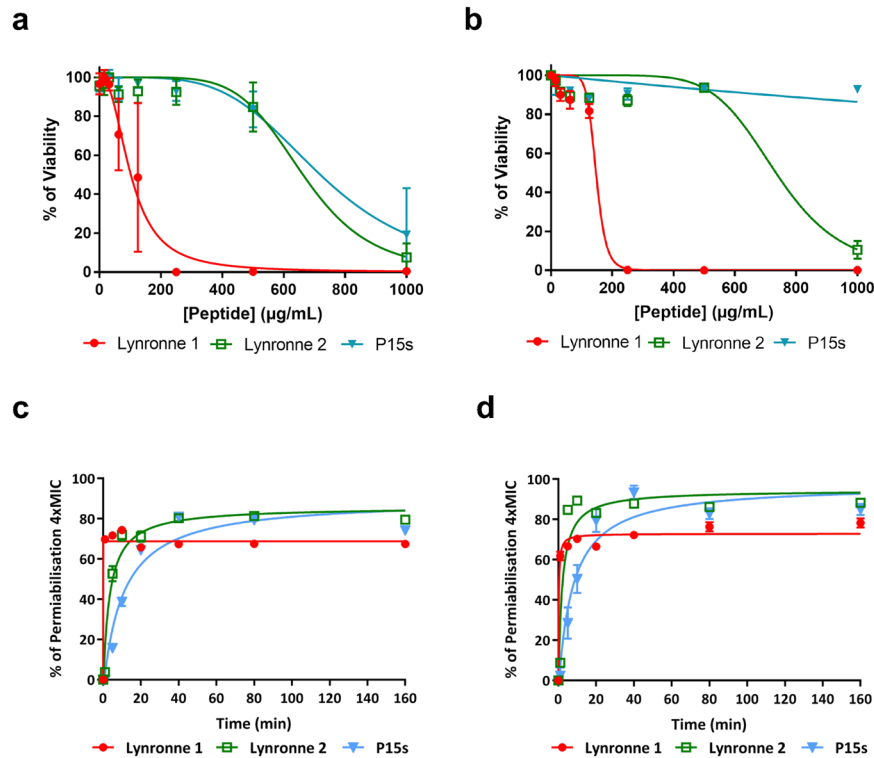 a
100
80
60
40
20
0
% of Viability
0 200 400 600 800 1000
[Peptide] (µg/mL)
Lynronne 1 Lynronne 2 P15s
b
100
80
60
40
20
0
% of Viability
0 200 400 600 800 1000
[Peptide] (µg/mL)
Lynronne 1 Lynronne 2 P15s
c
100
80
60
40
20
0
% of Permiabilisation 4xMIC
0 20 40 60 80 100 120 140 160
Time (min)
Lynronne 1 Lynronne 2 P15s
d
100
80
60
40
20
0
% of Permiabilisation 4xMIC
0 20 40 60 80 100 120 140 160
Time (min)
Lynronne 1 Lynronne 2 P15s